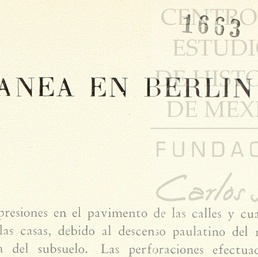 1663
CENTRO
ESTUDIO
ANEA EN BERLIN
DE HISTO
DE MEX
FUNDAC
Carlos S
presiones en el pavimento de las calles y cua
las casas, debido al descenso paulatino del
a del subsuelo. Las perforaciones efectuad